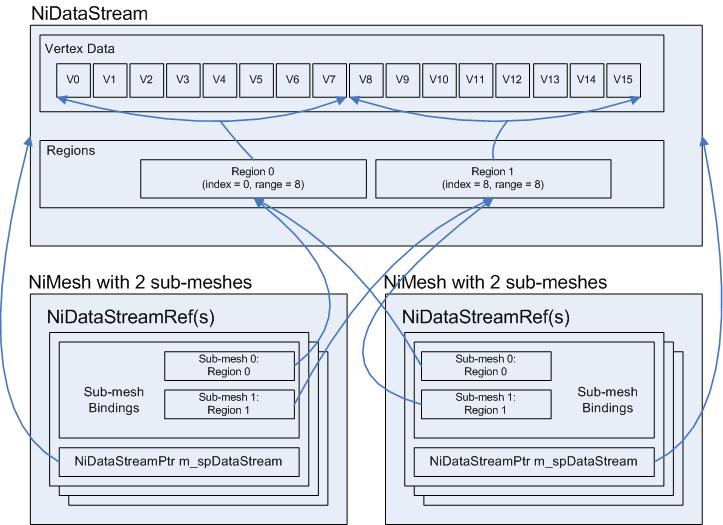 NiDataStream
Vertex Data
V0 V1 V2 V3 V4 V5 V6 V7 V8 V9 V10 V11 V12 V13 V14 V15
Regions
Region 0
(index = 0, range = 8)
Region 1
(index = 8, range = 8)
NiMesh with 2 sub-meshes
NiDataStreamRef(s)
Sub-mesh 0:
Region 0
Sub-mesh
Bindings
Sub-mesh 1:
Region 1
NiDataStreamPtr m_spDataStream
NiMesh with 2 sub-meshes
NiDataStreamRef(s)
Sub-mesh 0:
Region 0
Sub-mesh 1:
Region 1
Sub-mesh
Bindings
NiDataStreamPtr m_spDataStream